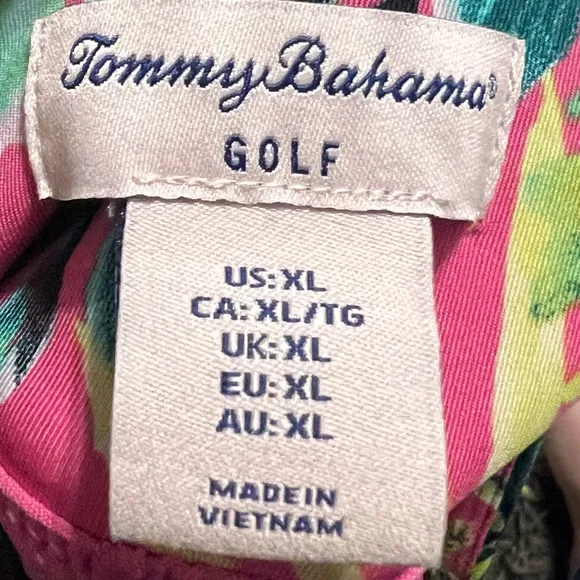 Tommy Bahama®
GOLF
US:XL
CA:XL/TG
UK:XL
EU:XL
AU:XL
MADE IN
VIETNAM